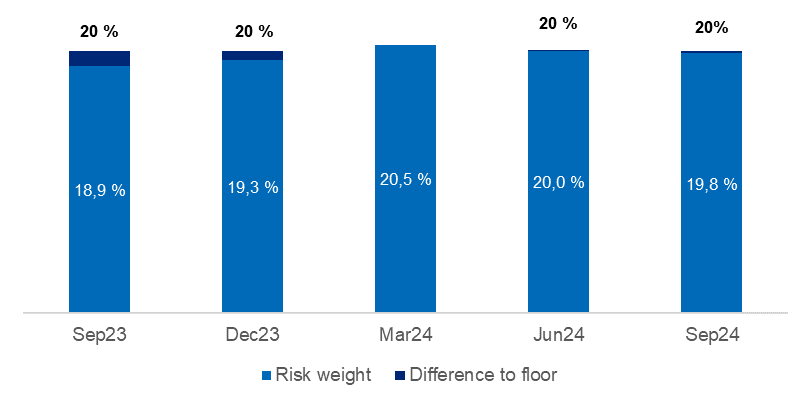 20 %
20 %
20 %
20%
18,9 %
19,3 %
20,5 %
20,0 %
19,8 %
Sep23
Dec23
Mar24
Jun24
Sep24
Risk weight
Difference to floor